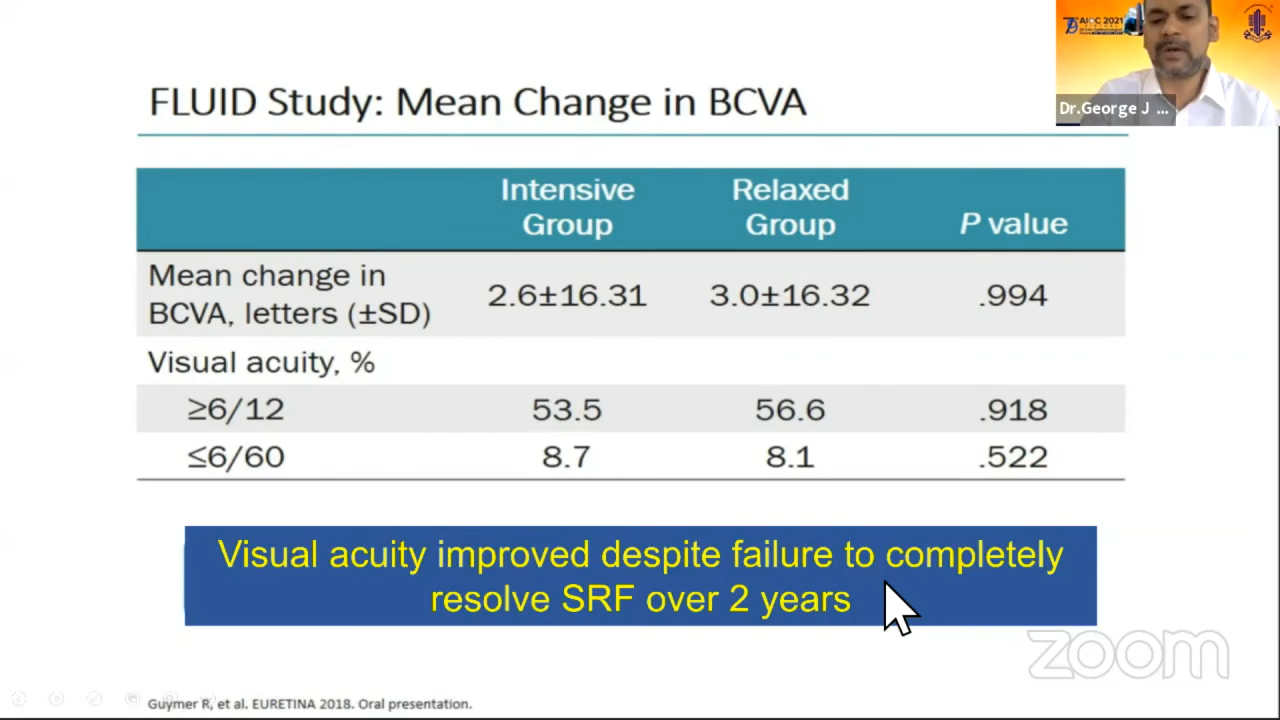 AIOC 2021
Dr.George J ...
FLUID Study: Mean Change in BCVA
Intensive Group
Relaxed Group
P value
Mean change in
BCVA, letters (±SD)
2.6±16.31
3.0±16.32
.994
Visual acuity, %
≥6/12
53.5
56.6
.918
≤6/60
8.7
8.1
.522
Visual acuity improved despite failure to completely
resolve SRF over 2 years
zoom
Guymer R, et al. EURETINA 2018. Oral presentation.